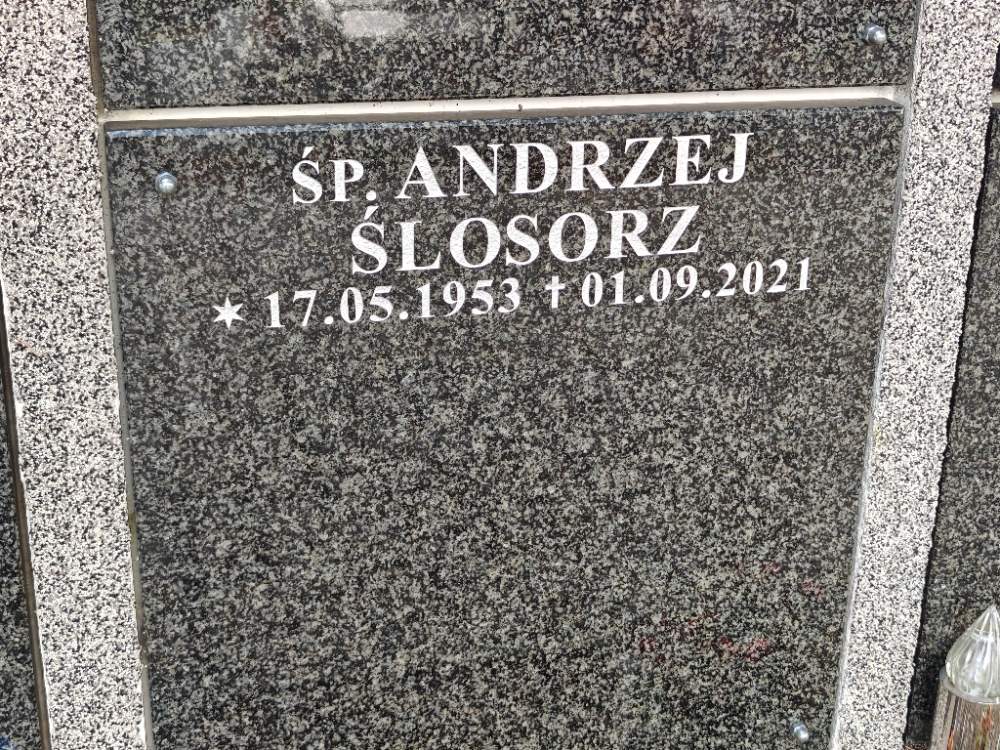 ŚP. ANDRZEJ
ŚLOSORZ
✶ 17.05.1953 ✝ 01.09.2021